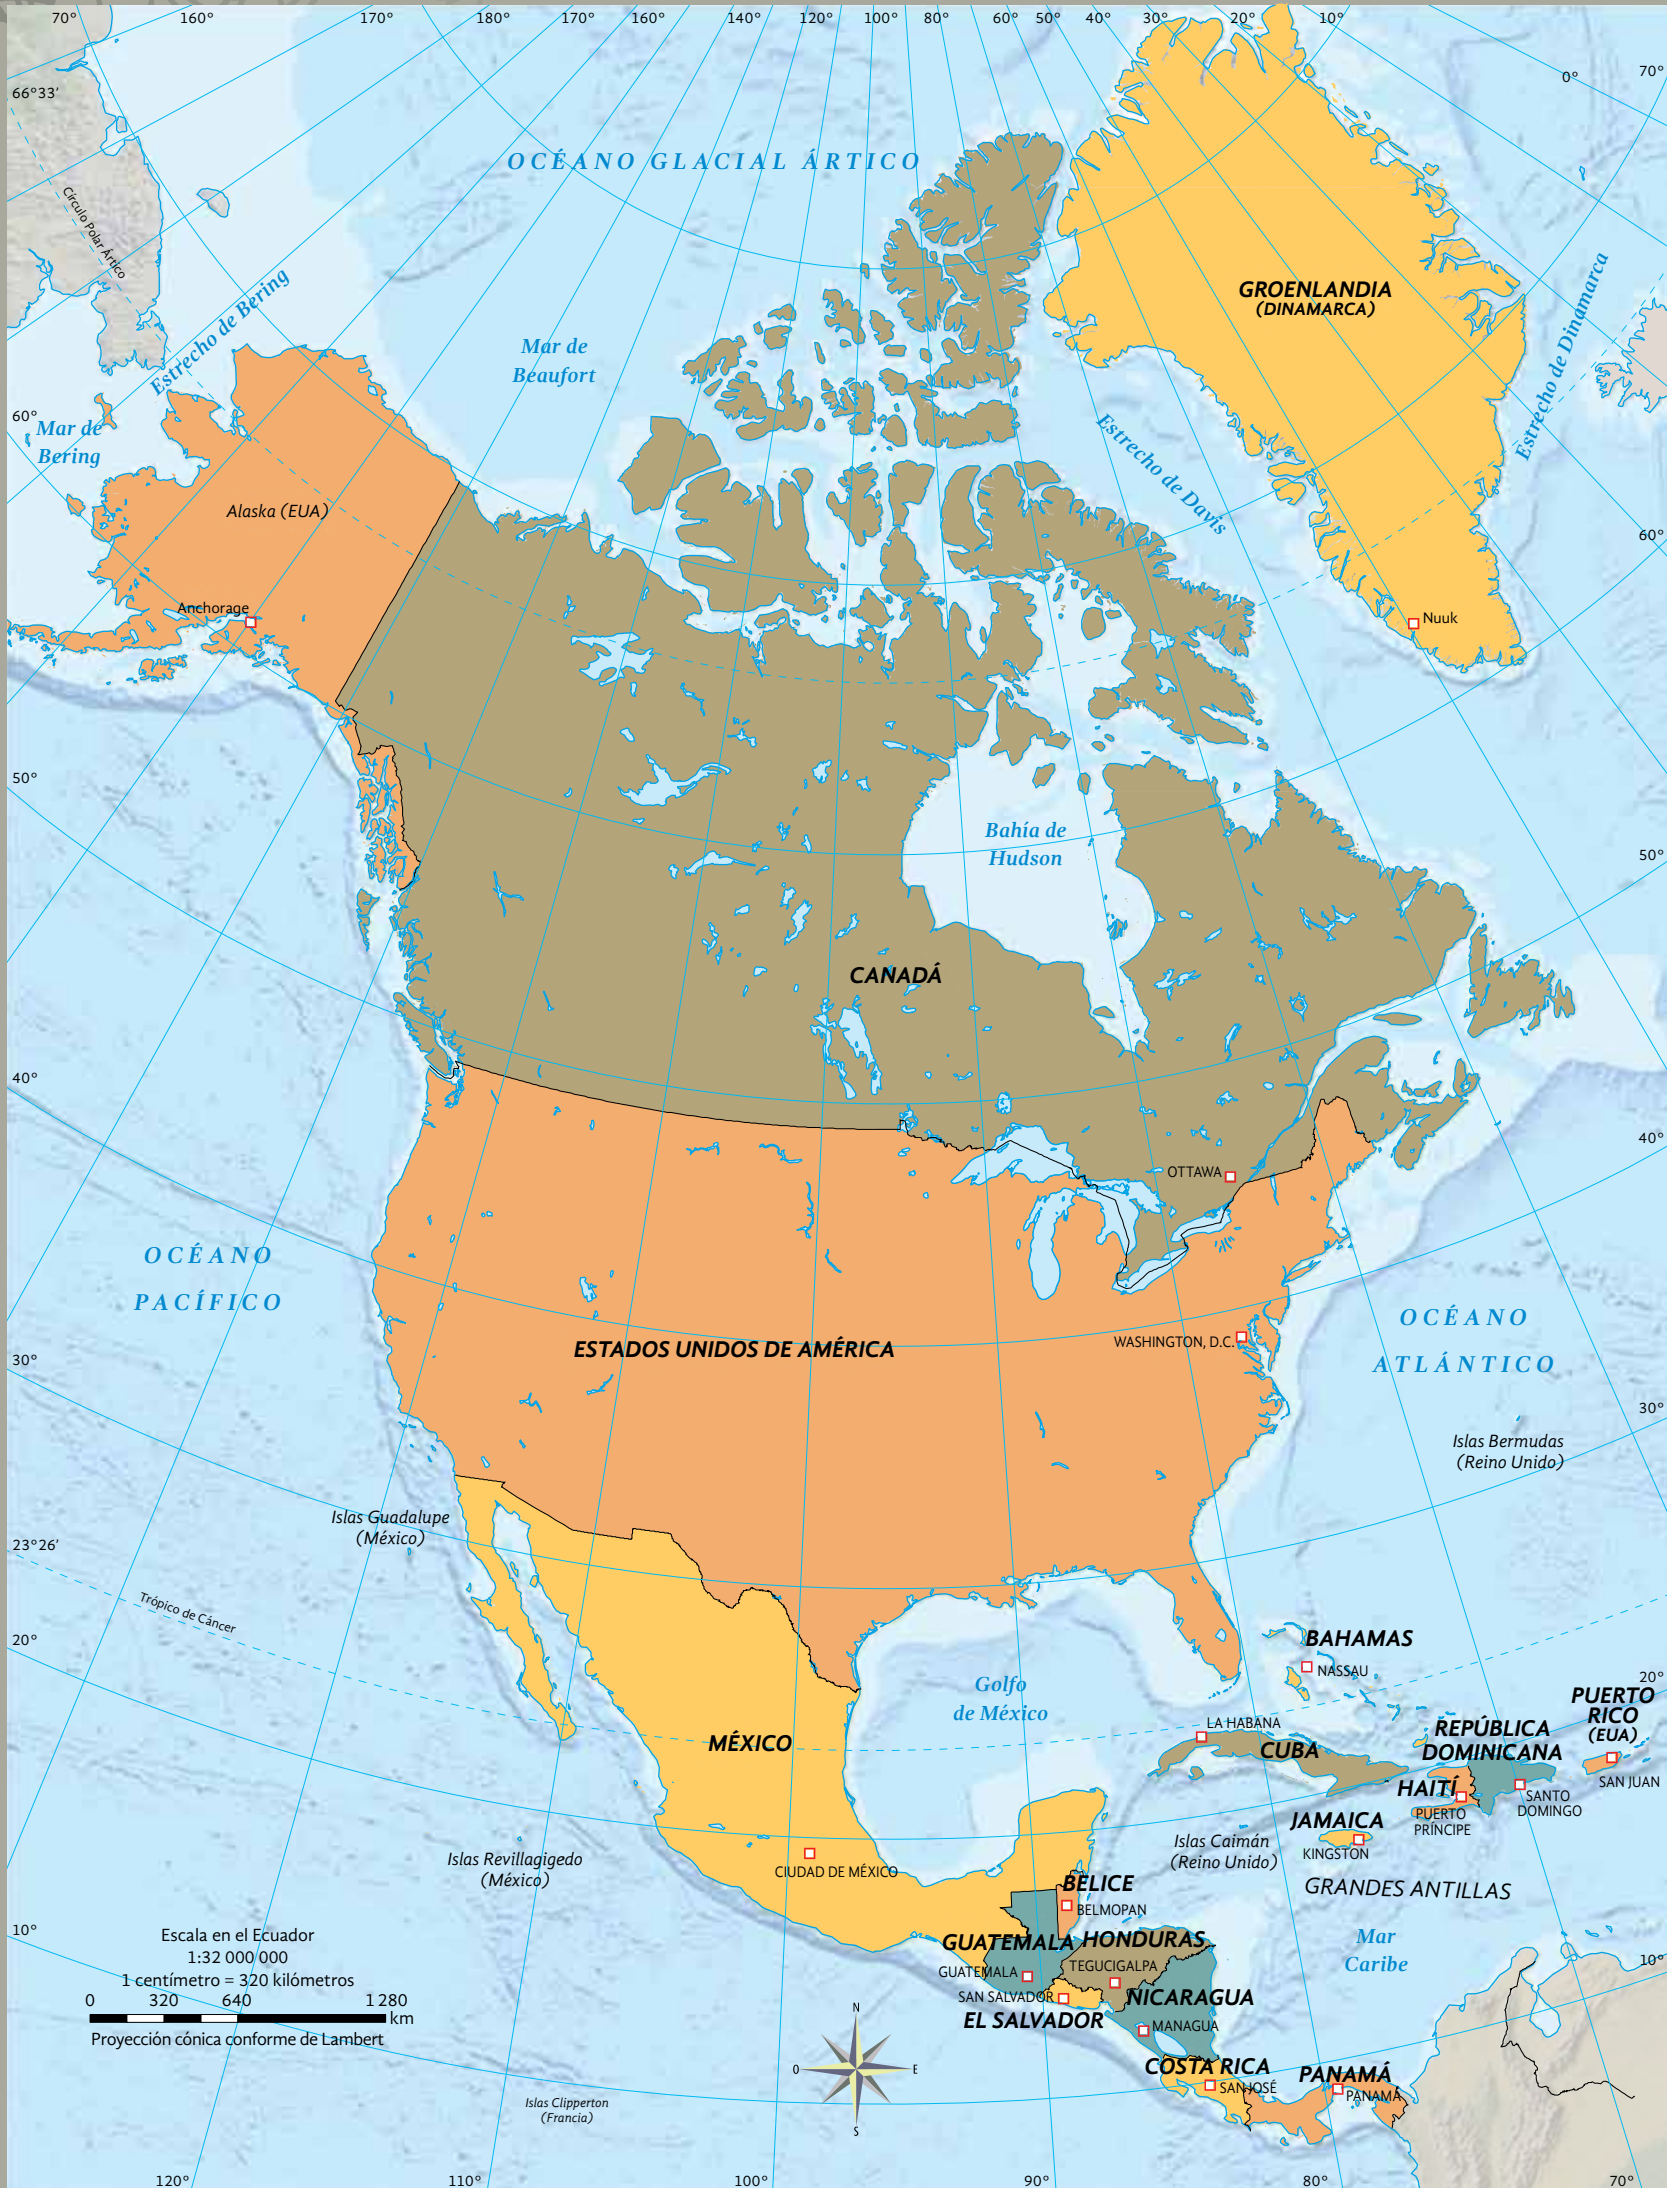 70°
160°
170°
180°
170°
160°
140°
120°
100°
80°
60°
50°
40°
30°
20°
10°
0°
70°
66°33'
OCÉANO GLACIAL ÁRTICO
Círculo Polar Ártico
Estrecho de Bering
GROENLANDIA
(DINAMARCA)
Estrecho de Dinamarca
Mar de
Beaufort
60°
Mar de
Bering
Estrecho de Davis
Alaska (EUA)
60°
Anchorage
Nuuk
50°
Bahía de
Hudson
50°
CANADÁ
40°
40°
OTTAWA
OCÉANO
PACÍFICO
OCÉANO
ATLÁNTICO
WASHINGTON, D.C.
ESTADOS UNIDOS DE AMÉRICA
30°
30°
Islas Bermudas
(Reino Unido)
Islas Guadalupe
(México)
23°26'
Trópico de Cáncer
20°
BAHAMAS
NASSAU
20°
Golfo
de México
PUERTO
RICO
(EUA)
LA HABANA
CUBA
REPÚBLICA
DOMINICANA
MÉXICO
SAN JUAN
HAITÍ
SANTO
DOMINGO
PUERTO
PRÍNCIPE
JAMAICA
KINGSTON
Islas Caimán
(Reino Unido)
CIUDAD DE MÉXICO
Islas Revillagigedo
(México)
BELICE
BELMOPAN
GRANDES ANTILLAS
10°
Escala en el Ecuador
1:32 000 000
1 centímetro = 320 kilómetros
0 320 640 1 280
km
Proyección cónica conforme de Lambert
GUATEMALA
HONDURAS
Mar
Caribe
10°
GUATEMALA
TEGUCIGALPA
SAN SALVADOR
NICARAGUA
EL SALVADOR
MANAGUA
N
O
E
S
COSTA RICA
SAN JOSÉ
PANAMÁ
PANAMÁ
Islas Clipperton
(Francia)
120°
110°
100°
90°
80°
70°